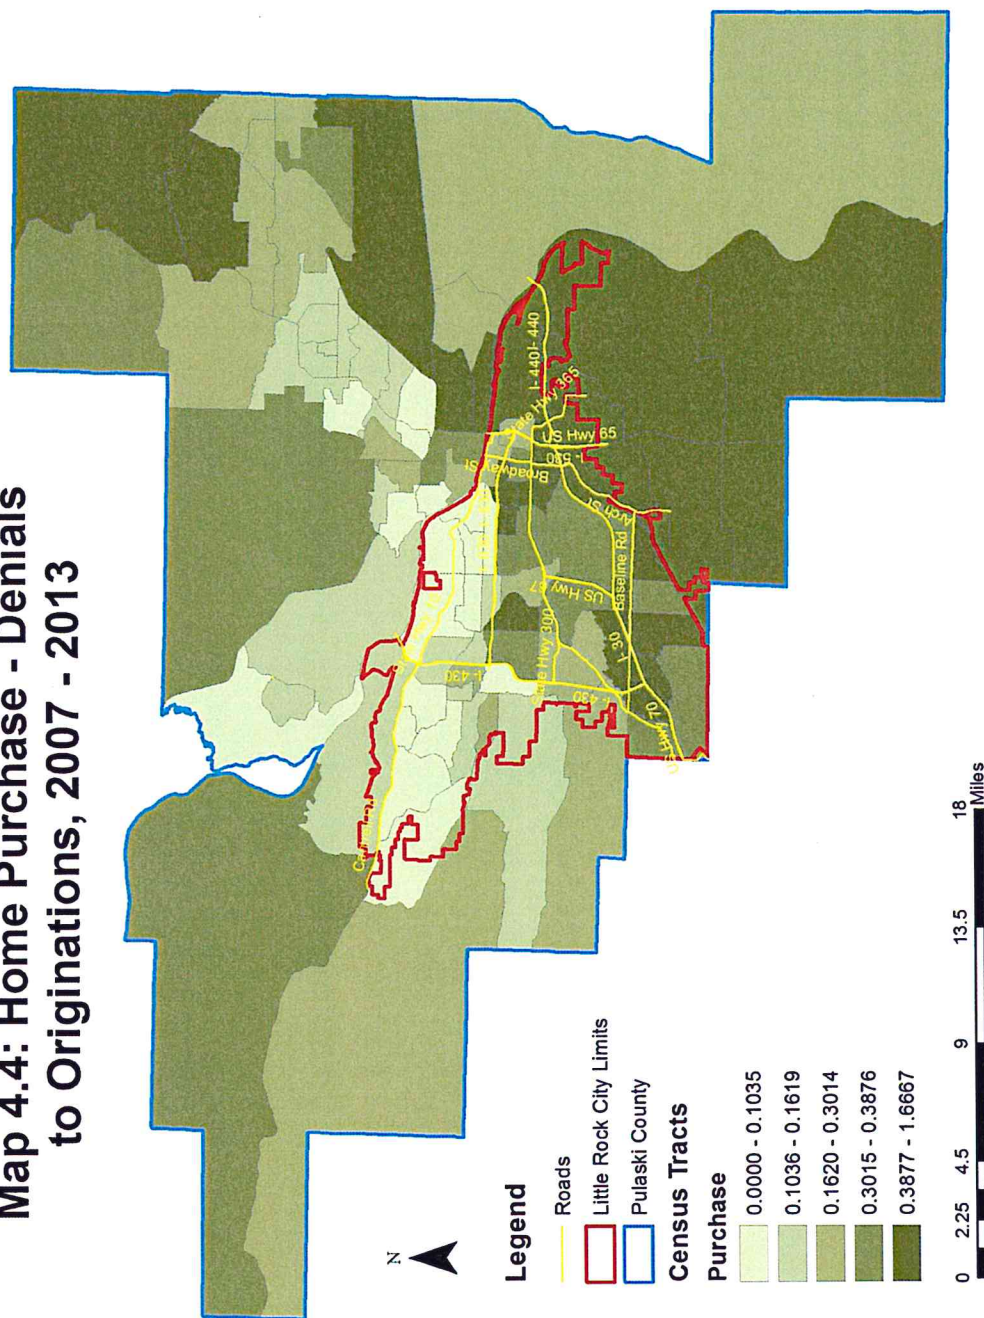 Map 4.4: Home Purchase - Denials
to Originations, 2007 - 2013
I- 430
I- 440
I- 440
State Hwy 365
US Hwy 65
I- 530
Broadway St
Arch St
Baseline Rd
US Hwy 67
State Hwy 300
I- 30
I- 430
US Hwy 70
N
Legend
Roads
Little Rock City Limits
Pulaski County
Census Tracts
Purchase
0.0000 - 0.1035
0.1036 - 0.1619
0.1620 - 0.3014
0.3015 - 0.3876
0.3877 - 1.6667
0 2.25 4.5 9 13.5 18
Miles